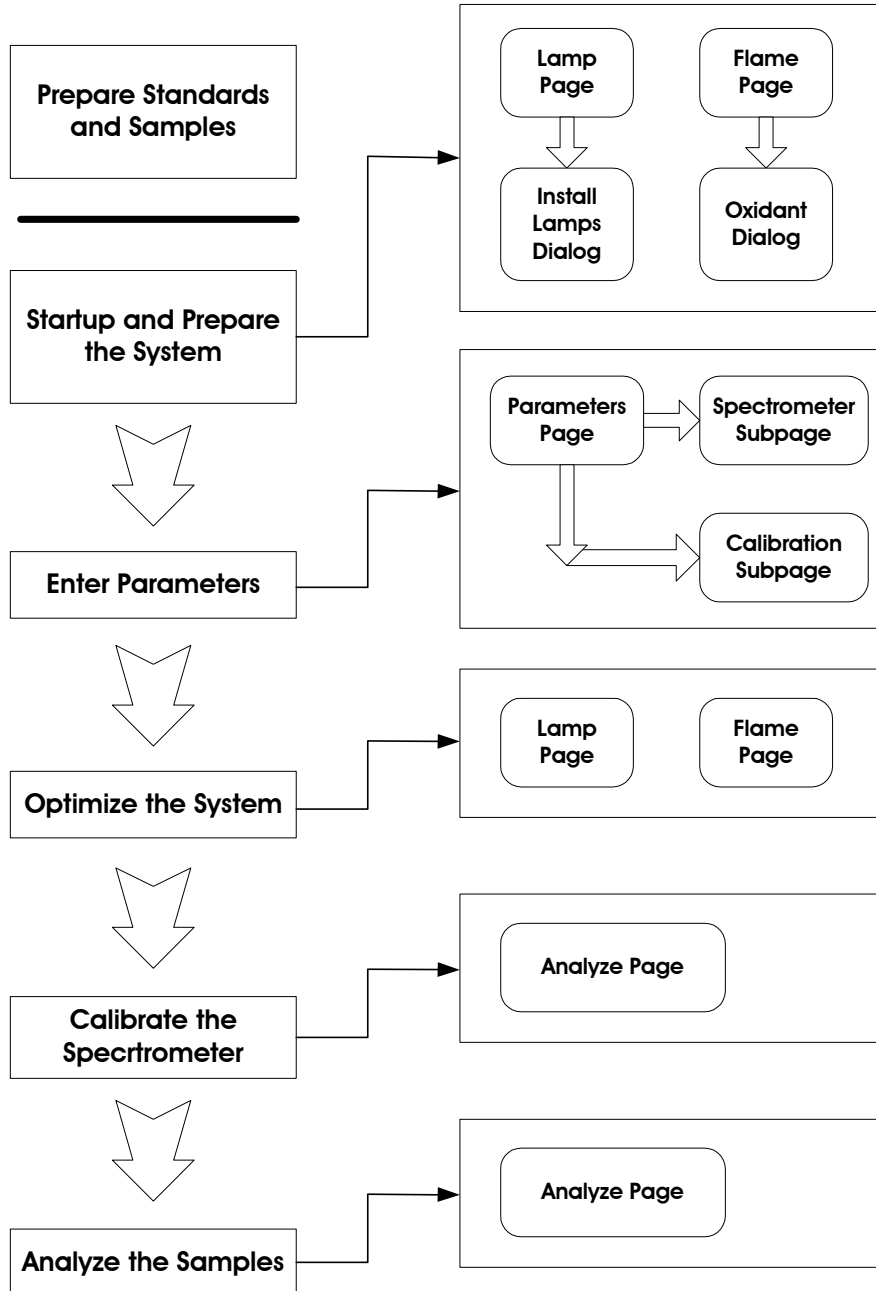 Prepare Standards
and Samples
Lamp
Page
Flame
Page
Install
Lamps
Dialog
Oxidant
Dialog
Startup and Prepare
the System
Parameters
Page
Spectrometer
Subpage
Calibration
Subpage
Enter Parameters
Lamp
Page
Flame
Page
Optimize the System
Analyze Page
Calibrate the
Specrtrometer
Analyze Page
Analyze the Samples